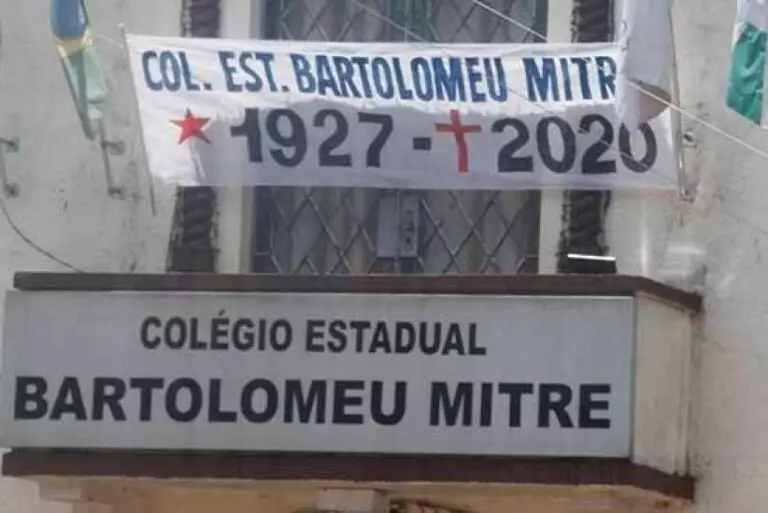 COL. EST. BARTOLOMEU MITR
★ 1927 - ✝ 2020
COLÉGIO ESTADUAL
BARTOLOMEU MITRE